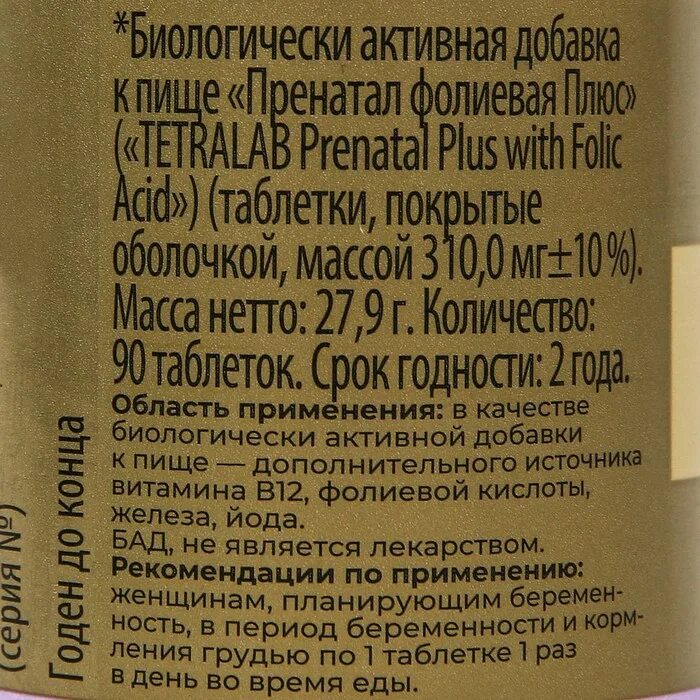 *Биологически активная добавка
к пище «Пренатал фолиевая Плюс»
(«TETRALAB Prenatal Plus with Folic
Acid») (таблетки, покрытые
оболочкой, массой 310,0 мг±10%).
Масса нетто: 27,9 г. Количество:
90 таблеток. Срок годности: 2 года.
Область применения: в качестве
биологически активной добавки
к пище — дополнительного источника
витамина В12, фолиевой кислоты,
железа, йода.
БАД, не является лекарством.
Рекомендации по применению:
женщинам, планирующим беремен-
ность, в период беременности и корм-
ления грудью по 1 таблетке 1 раз
в день во время еды.
Годен до конца
(серия №)